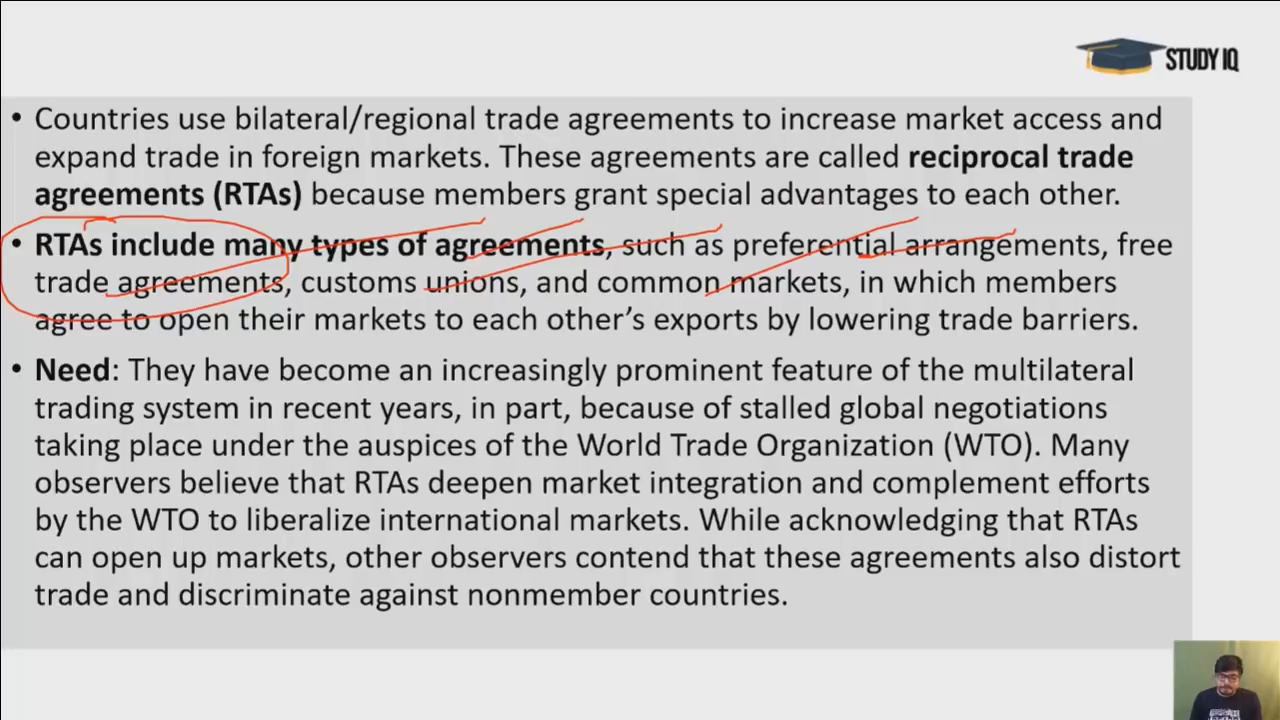 STUDY IQ
• Countries use bilateral/regional trade agreements to increase market access and
expand trade in foreign markets. These agreements are called reciprocal trade
agreements (RTAs) because members grant special advantages to each other.
• RTAs include many types of agreements, such as preferential arrangements, free
trade agreements, customs unions, and common markets, in which members
agree to open their markets to each other’s exports by lowering trade barriers.
• Need: They have become an increasingly prominent feature of the multilateral
trading system in recent years, in part, because of stalled global negotiations
taking place under the auspices of the World Trade Organization (WTO). Many
observers believe that RTAs deepen market integration and complement efforts
by the WTO to liberalize international markets. While acknowledging that RTAs
can open up markets, other observers contend that these agreements also distort
trade and discriminate against nonmember countries.